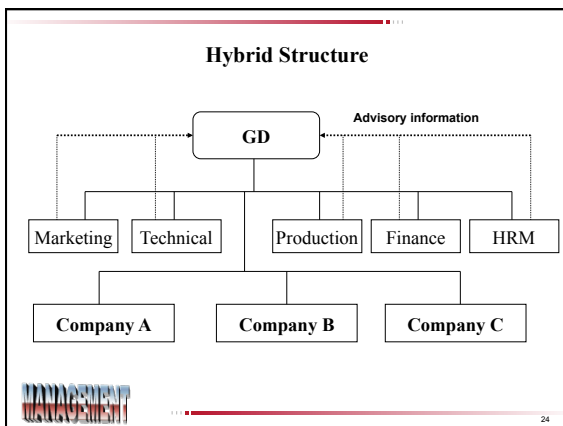 Hybrid Structure
Advisory information
GD
Marketing Technical Production Finance HRM
Company A Company B Company C
MANAGEMENT
24